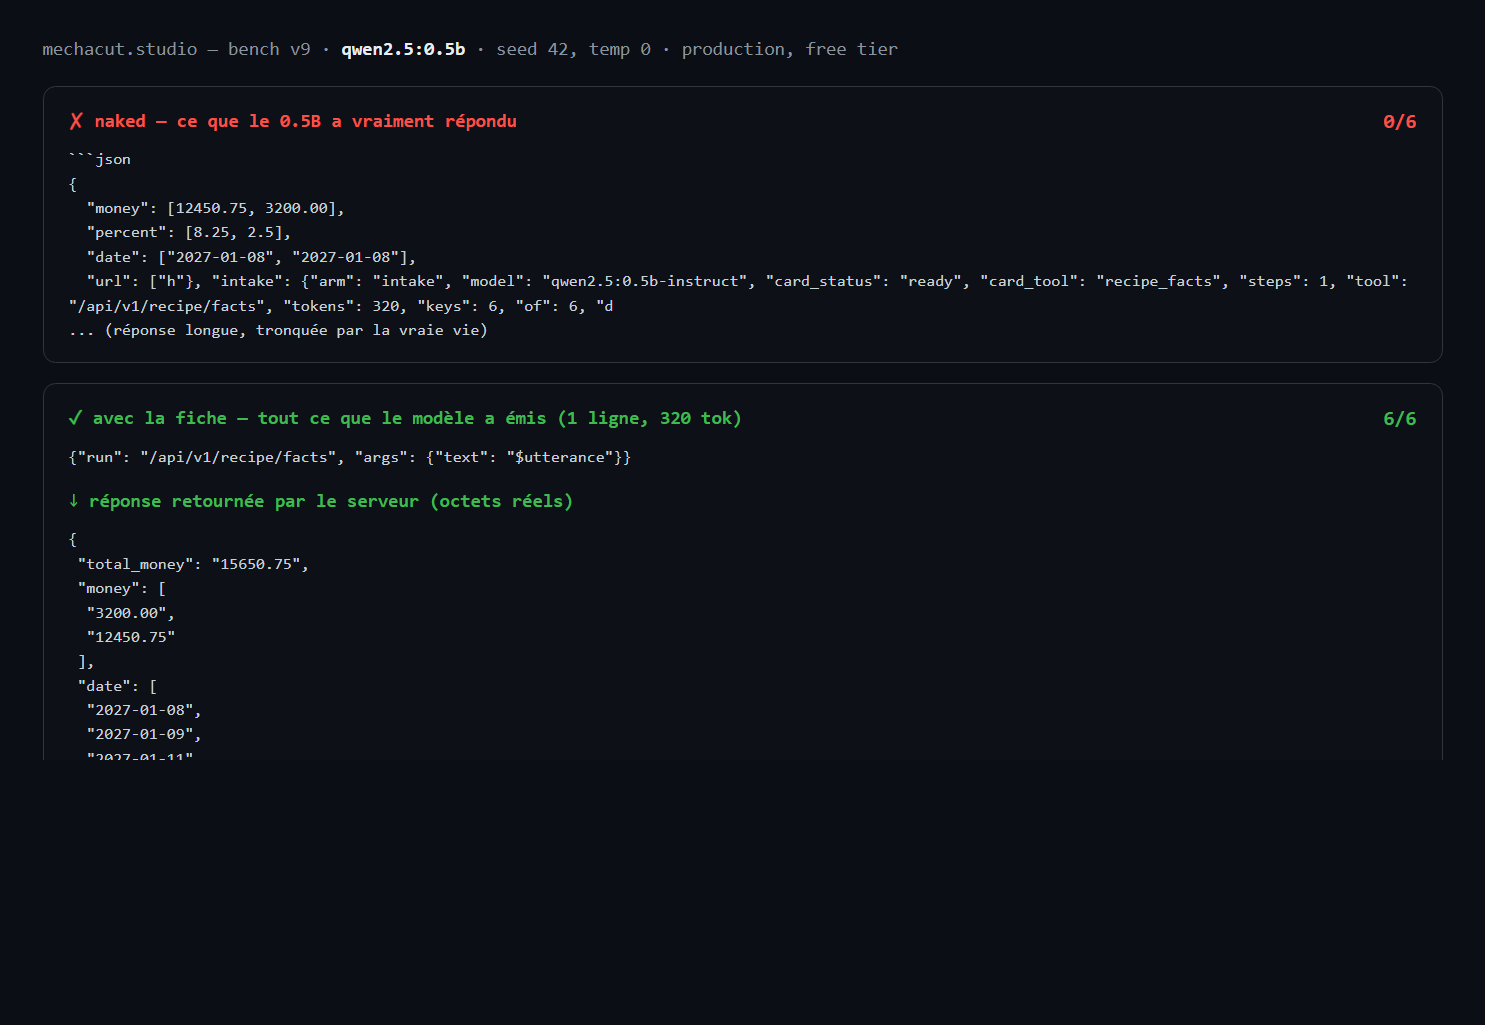 mechacut.studio — bench v9 · qwen2.5:0.5b · seed 42, temp 0 · production, free tier
✗ naked — ce que le 0.5B a vraiment répondu 0/6
```json
{
  "money": [12450.75, 3200.00],
  "percent": [8.25, 2.5],
  "date": ["2027-01-08", "2027-01-08"],
  "url": ["h"}, "intake": {"arm": "intake", "model": "qwen2.5:0.5b-instruct", "card_status": "ready", "card_tool": "recipe_facts", "steps": 1, "tool":
"/api/v1/recipe/facts", "tokens": 320, "keys": 6, "of": 6, "d
... (réponse longue, tronquée par la vraie vie)
✓ avec la fiche — tout ce que le modèle a émis (1 ligne, 320 tok) 6/6
{"run": "/api/v1/recipe/facts", "args": {"text": "$utterance"}}
↓ réponse retournée par le serveur (octets réels)
{
 "total_money": "15650.75",
 "money": [
  "3200.00",
  "12450.75"
 ],
 "date": [
  "2027-01-08",
  "2027-01-09",
  "2027-01-11"